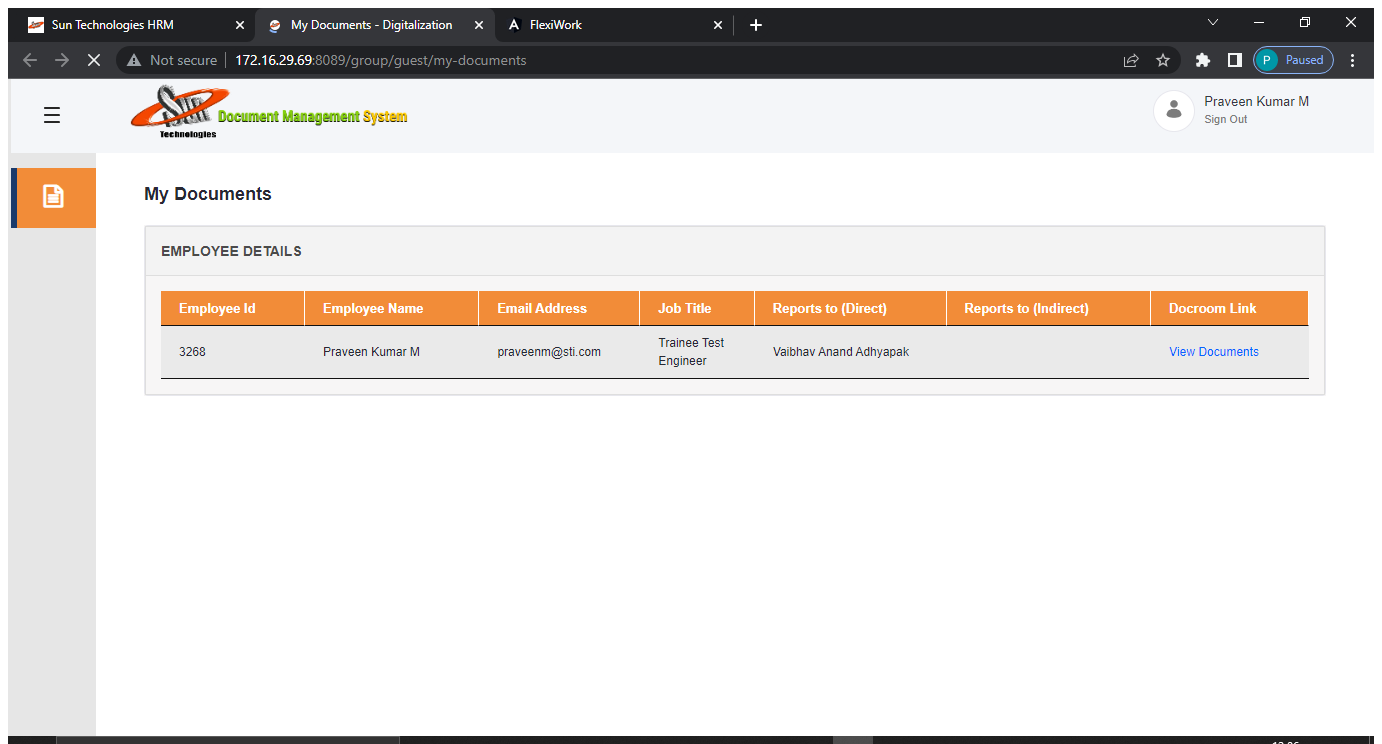 Sun Technologies HRM
My Documents - Digitalization
FlexiWork
Not secure
172.16.29.69:8089/group/guest/my-documents
P
Paused
Sun
Technologies
Document Management System
Praveen Kumar M
Sign Out
My Documents
EMPLOYEE DETAILS
Employee Id Employee Name Email Address Job Title Reports to (Direct) Reports to (Indirect) Docroom Link
3268 Praveen Kumar M praveenm@sti.com Trainee Test Vaibhav Anand Adhyapak View Documents
Engineer